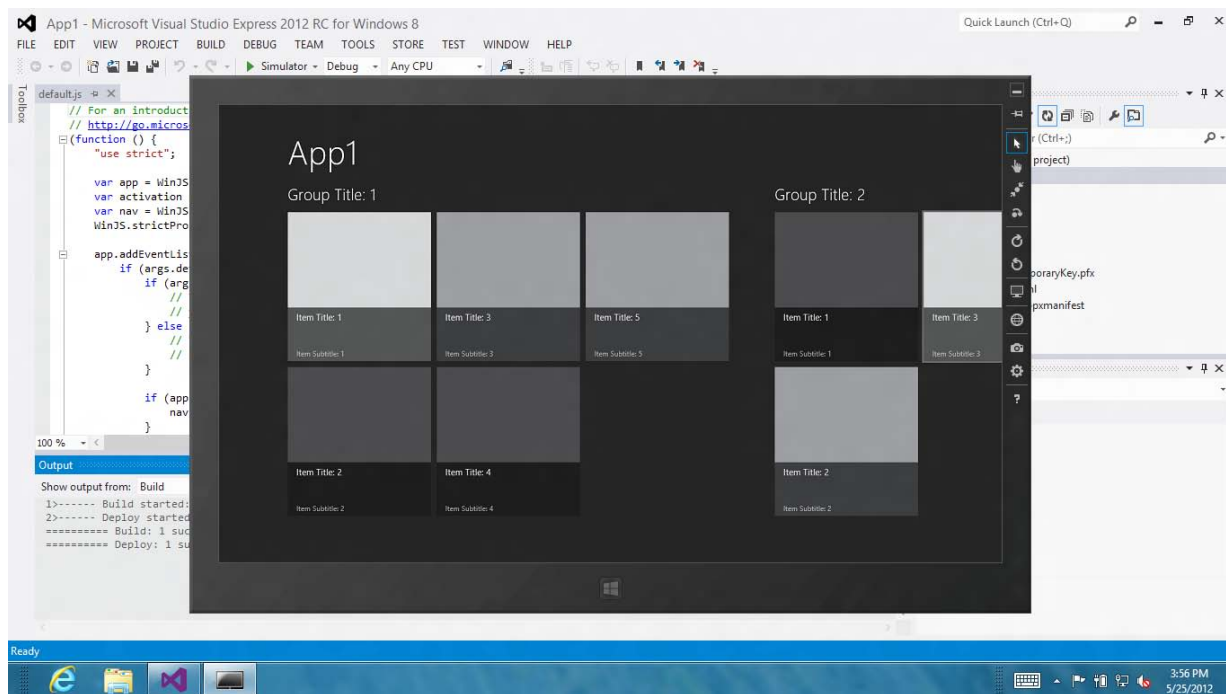 App1 - Microsoft Visual Studio Express 2012 RC for Windows 8
Quick Launch (Ctrl+Q)
FILE EDIT VIEW PROJECT BUILD DEBUG TEAM TOOLS STORE TEST WINDOW HELP
Simulator Debug Any CPU
Toolbox
default.js
// For an introduct
// http://go.micros
(function () {
"use strict";
var app = WinJS
var activation
var nav = WinJS
WinJS.strictPro
app.addEventLis
if (args.de
if (arg
//
//
} else
//
//
}
if (app
nav
}
100 %
Output
Show output from: Build
1>------ Build started:
2>------ Deploy started
========== Build: 1 suc
========== Deploy: 1 su
App1
Group Title: 1
Group Title: 2
Item Title: 1
Item Subtitle: 1
Item Title: 3
Item Subtitle: 3
Item Title: 5
Item Subtitle: 5
Item Title: 1
Item Subtitle: 1
Item Title: 3
Item Subtitle: 3
Item Title: 2
Item Subtitle: 2
Item Title: 4
Item Subtitle: 4
Item Title: 2
Item Subtitle: 2
?
r (Ctrl+;)
project)
poraryKey.pfx
pxmanifest
Ready
3:56 PM
5/25/2012